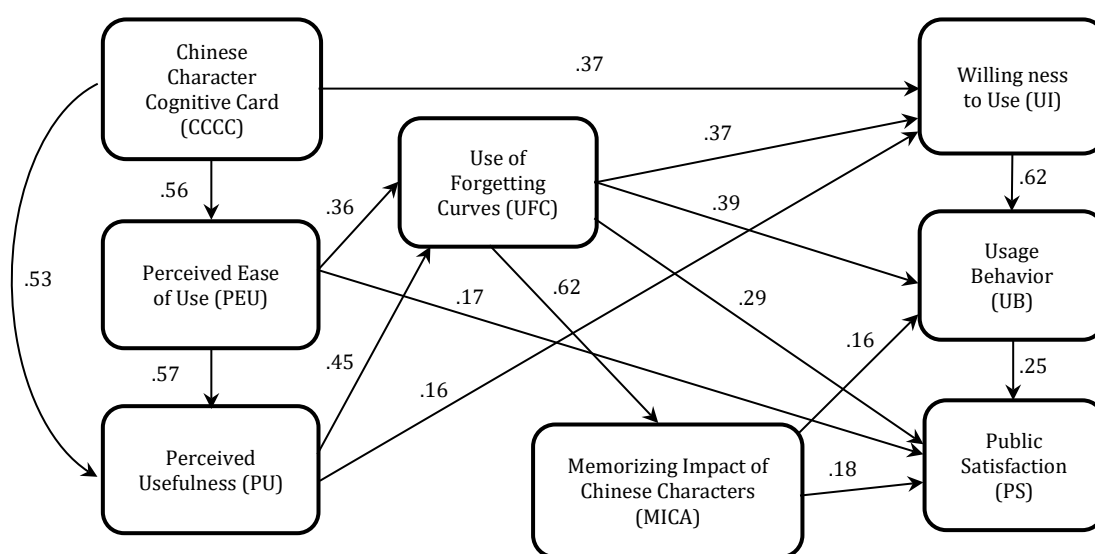 Chinese
Character
Cognitive Card
(CCCC)
.37
Willing ness
to Use (UI)
Use of
Forgetting
Curves (UFC)
.37
.56
.36
.62
.39
Perceived Ease
of Use (PEU)
Usage
Behavior
(UB)
.53
.17
.62
.29
.57
.45
.16
.16
.25
Perceived
Usefulness (PU)
Memorizing Impact of
Chinese Characters
(MICA)
.18
Public
Satisfaction
(PS)